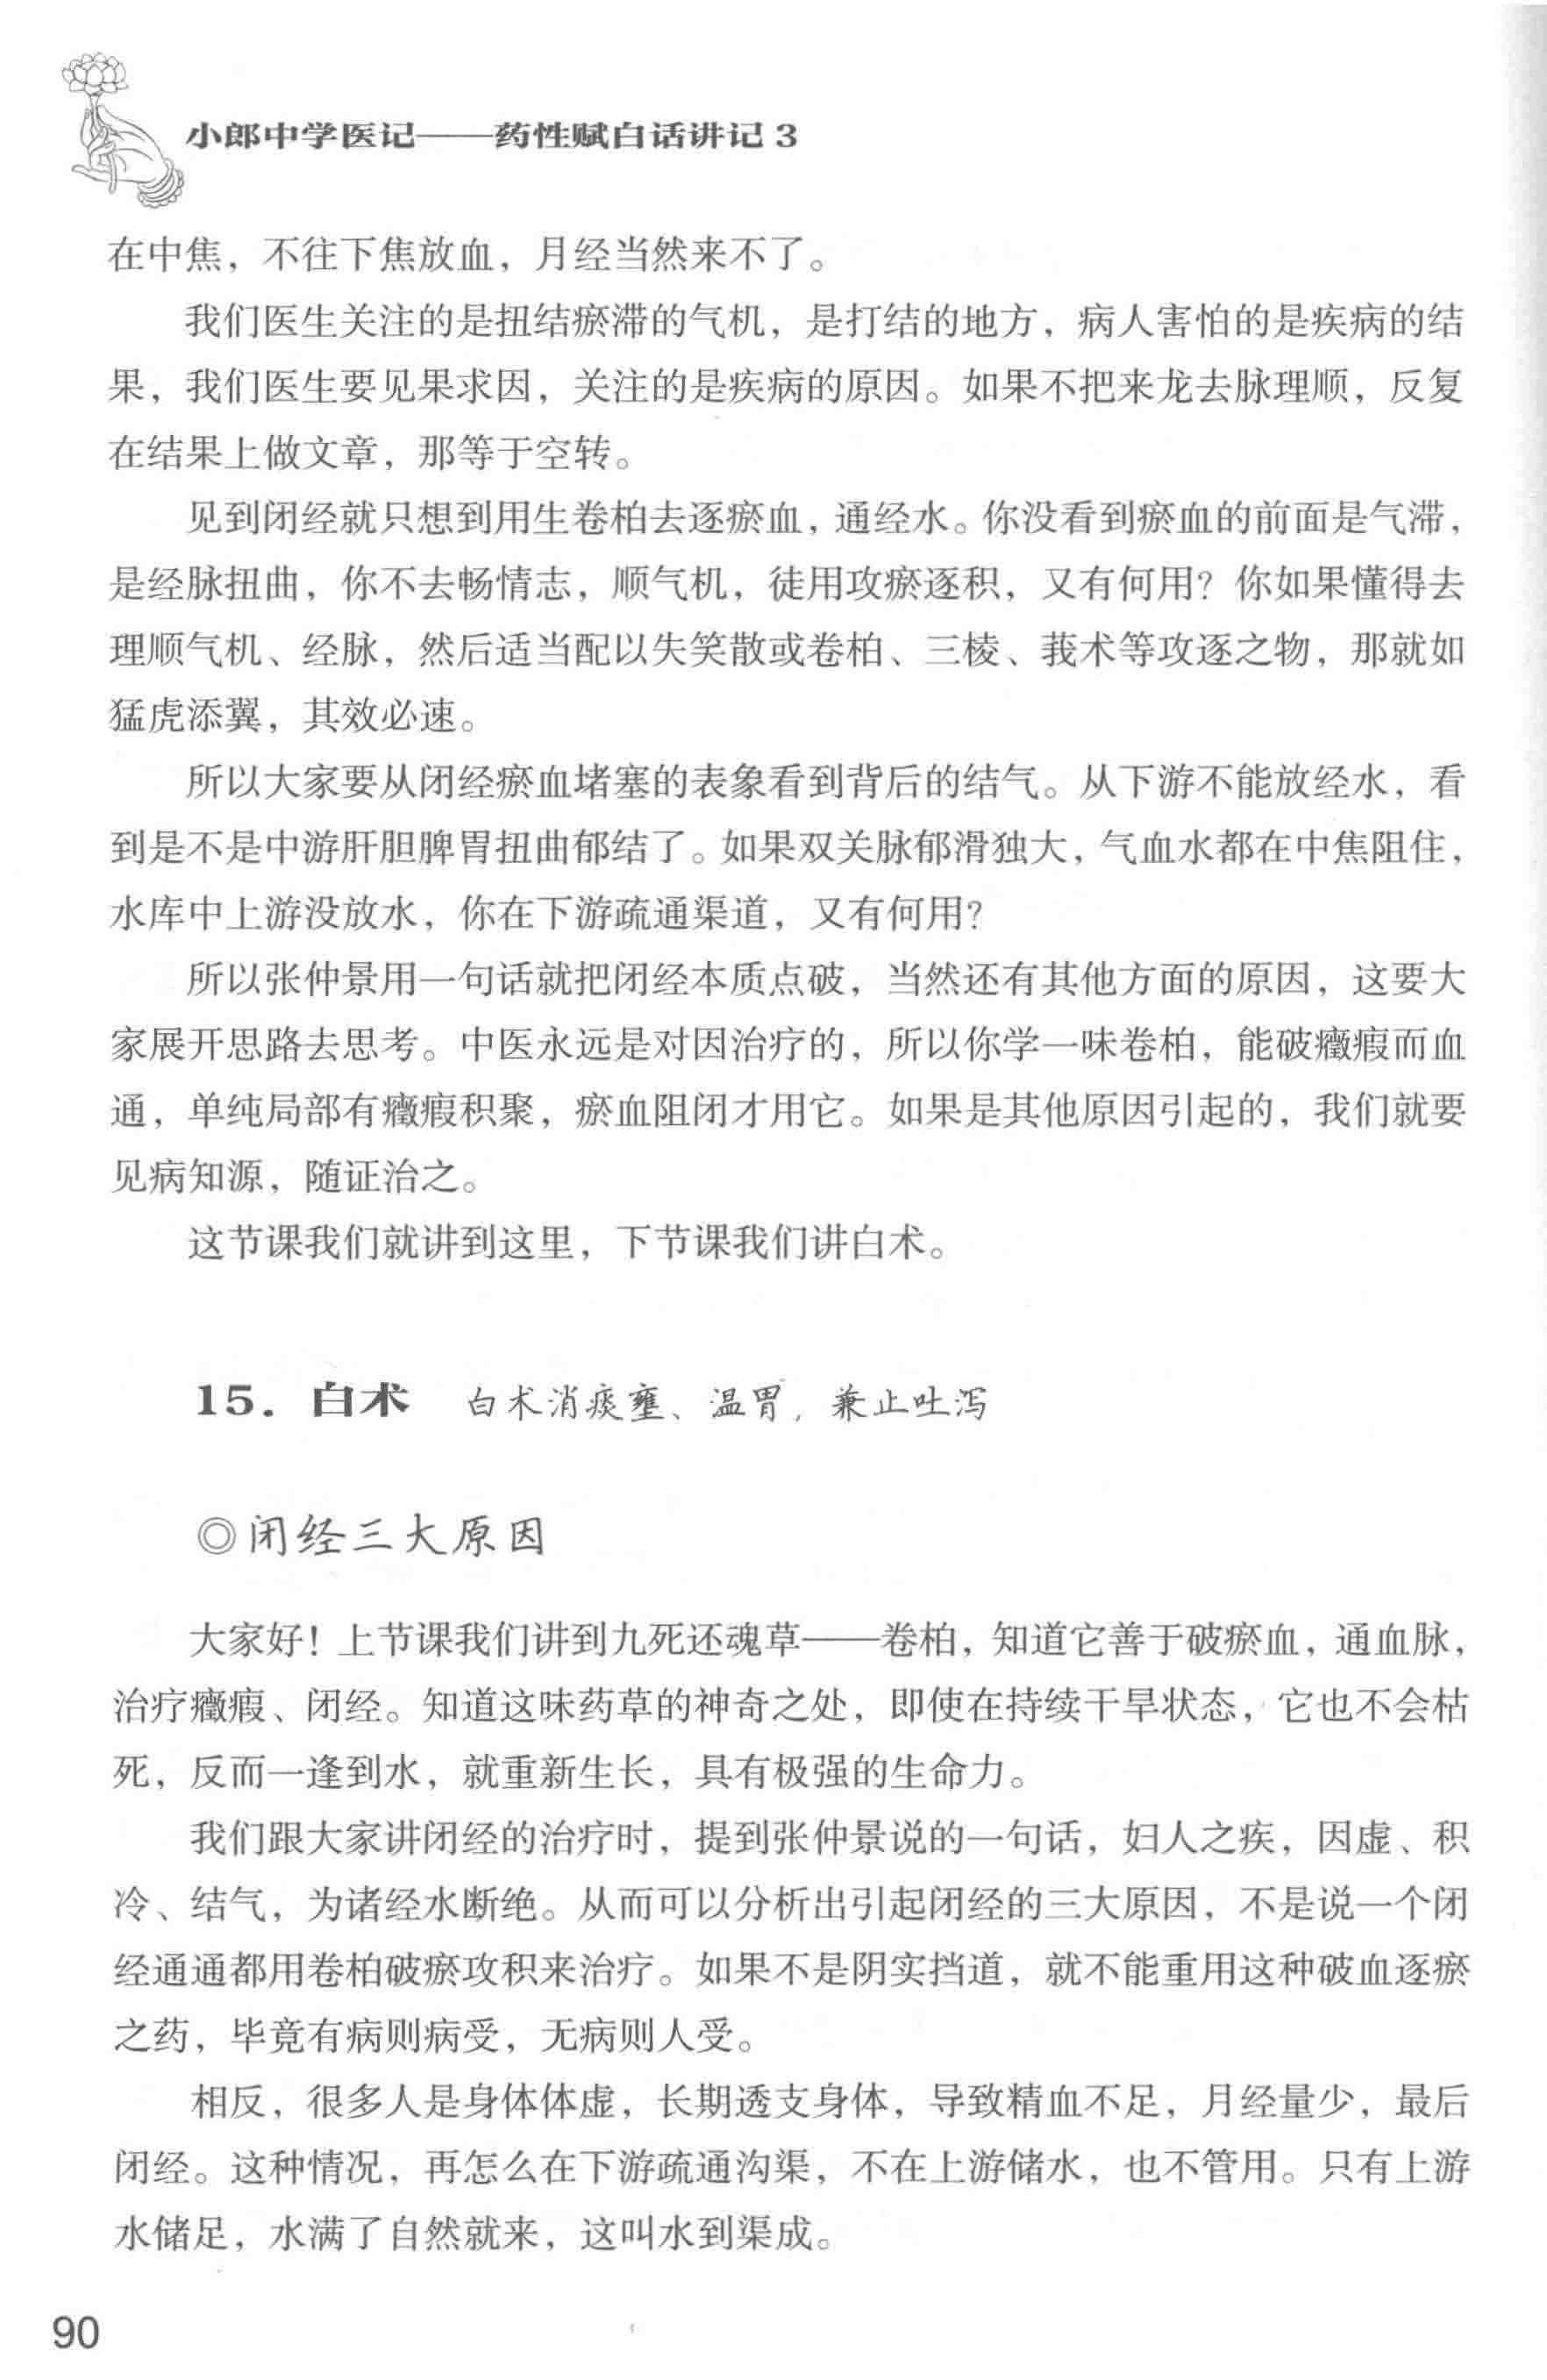 小郎中学医记——药性赋白话讲记 3
在中焦，不往下焦放血，月经当然来不了。
我们医生关注的是扭结瘀滞的气机，是打结的地方，病人害怕的是疾病的结
果，我们医生要见果求因，关注的是疾病的原因。如果不把来龙去脉理顺，反复
在结果上做文章，那等于空转。
见到闭经就只想到用生卷柏去逐瘀血，通经水。你没看到瘀血的前面是气滞，
是经脉扭曲，你不去畅情志，顺气机，徒用攻瘀逐积，又有何用？你如果懂得去
理顺气机、经脉，然后适当配以失笑散或卷柏、三棱、莪术等攻逐之物，那就如
猛虎添翼，其效必速。
所以大家要从闭经瘀血堵塞的表象看到背后的结气。从下游不能放经水，看
到是不是中游肝胆脾胃扭曲郁结了。如果双关脉郁滑独大，气血水都在中焦阻住，
水库中上游没放水，你在下游疏通渠道，又有何用？
所以张仲景用一句话就把闭经本质点破，当然还有其他方面的原因，这要大
家展开思路去思考。中医永远是对因治疗的，所以你学一味卷柏，能破癥瘕而血
通，单纯局部有癥瘕积聚，瘀血阻闭才用它。如果是其他原因引起的，我们就要
见病知源，随证治之。
这节课我们就讲到这里，下节课我们讲白术。
15. 白术 白术消痰壅、温胃，兼止吐泻
◎闭经三大原因
大家好！上节课我们讲到九死还魂草——卷柏，知道它善于破瘀血，通血脉，
治疗癥瘕、闭经。知道这味药草的神奇之处，即使在持续干旱状态，它也不会枯
死，反而一逢到水，就重新生长，具有极强的生命力。
我们跟大家讲闭经的治疗时，提到张仲景说的一句话，妇人之疾，因虚、积
冷、结气，为诸经水断绝。从而可以分析出引起闭经的三大原因，不是说一个闭
经通通都用卷柏破瘀攻积来治疗。如果不是阴实挡道，就不能重用这种破血逐瘀
之药，毕竟有病则病受，无病则人受。
相反，很多人是身体体虚，长期透支身体，导致精血不足，月经量少，最后
闭经。这种情况，再怎么在下游疏通沟渠，不在上游储水，也不管用。只有上游
水储足，水满了自然就来，这叫水到渠成。
90